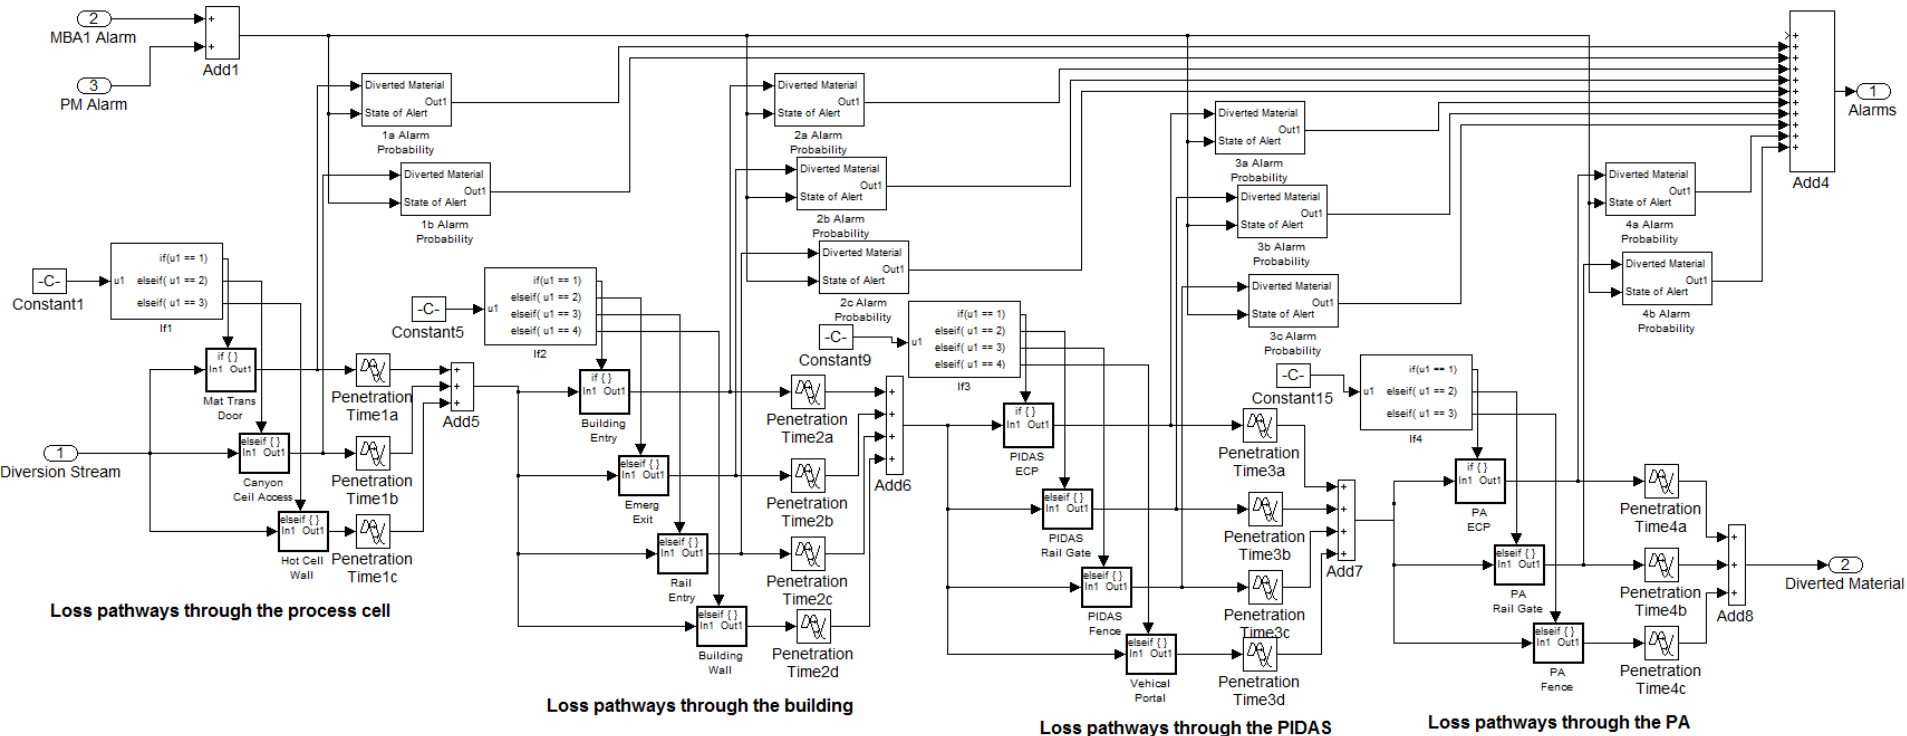 2
MBA1 Alarm
3
PM Alarm
+
+
Add1
Diverted Material
State of Alert
Out1
1a Alarm
Probability
Diverted Material
State of Alert
Out1
1b Alarm
Probability
Diverted Material
State of Alert
Out1
2a Alarm
Probability
Diverted Material
State of Alert
Out1
2b Alarm
Probability
Diverted Material
State of Alert
Out1
2c Alarm
Probability
Diverted Material
State of Alert
Out1
3a Alarm
Probability
Diverted Material
State of Alert
Out1
3b Alarm
Probability
Diverted Material
State of Alert
Out1
3c Alarm
Probability
Diverted Material
State of Alert
Out1
4a Alarm
Probability
Diverted Material
State of Alert
Out1
4b Alarm
Probability
+
+
+
+
+
+
+
+
+
+
+
Add4
1
Alarms
-C-
Constant1
u1
if(u1 == 1)
elseif( u1 == 2)
elseif( u1 == 3)
If1
if { }
In1 Out1
Mat Trans
Door
elseif { }
In1 Out1
Canyon
Ceil Access
elseif { }
In1 Out1
Hot Cell
Wall
1
Diversion Stream
Penetration
Time1a
Penetration
Time1b
Penetration
Time1c
+
+
+
Add5
Loss pathways through the process cell
-C-
Constant5
u1
if(u1 == 1)
elseif( u1 == 2)
elseif( u1 == 3)
elseif( u1 == 4)
If2
if { }
In1 Out1
Building
Entry
elseif { }
In1 Out1
Emerg
Exit
elseif { }
In1 Out1
Rail
Entry
elseif { }
In1 Out1
Building
Wall
Penetration
Time2a
Penetration
Time2b
Penetration
Time2c
Penetration
Time2d
+
+
+
+
Add6
Loss pathways through the building
-C-
Constant9
u1
if(u1 == 1)
elseif( u1 == 2)
elseif( u1 == 3)
elseif( u1 == 4)
If3
if { }
In1 Out1
PIDAS
ECP
elseif { }
In1 Out1
PIDAS
Rail Gate
elseif { }
In1 Out1
PIDAS
Fence
elseif { }
In1 Out1
Vehical
Portal
Penetration
Time3a
Penetration
Time3b
Penetration
Time3c
Penetration
Time3d
+
+
+
+
Add7
Loss pathways through the PIDAS
-C-
Constant15
u1
if(u1 == 1)
elseif( u1 == 2)
elseif( u1 == 3)
If4
if { }
In1 Out1
PA
ECP
elseif { }
In1 Out1
PA
Rail Gate
elseif { }
In1 Out1
PA
Fence
Penetration
Time4a
Penetration
Time4b
Penetration
Time4c
+
+
+
Add8
2
Diverted Material
Loss pathways through the PA